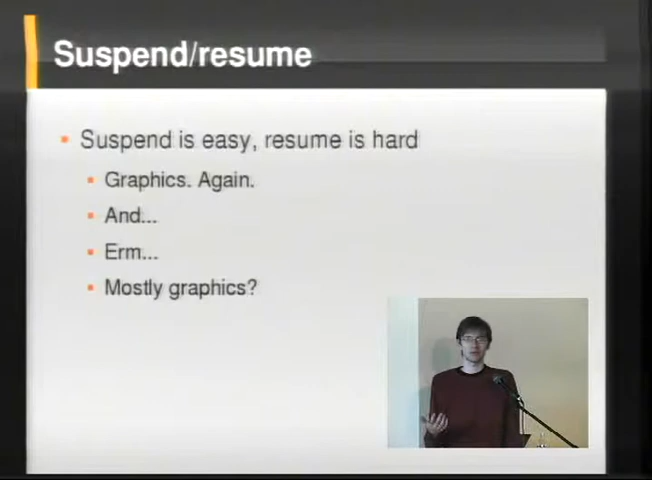 Suspend/resume
Suspend is easy, resume is hard
Graphics. Again.
And...
Erm...
Mostly graphics?